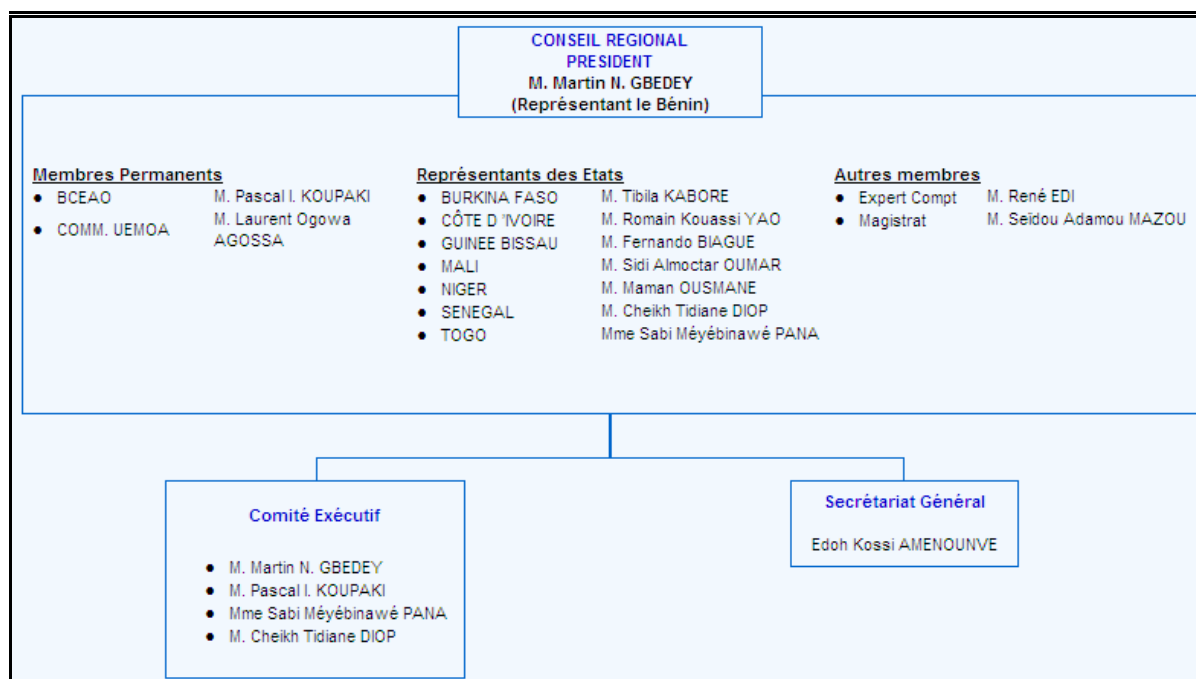 CONSEIL REGIONAL
PRESIDENT
M. Martin N. GBEDEY
(Représentant le Bénin)
Membres Permanents
● BCEAO M. Pascal I. KOUPAKI
● COMM. UEMOA M. Laurent Ogowa
AGOSSA
Représentants des Etats
● BURKINA FASO M. Tibila KABORE
● CÔTE D 'IVOIRE M. Romain Kouassi YAO
● GUINEE BISSAU M. Fernando BIAGUE
● MALI M. Sidi Almoctar OUMAR
● NIGER M. Maman OUSMANE
● SENEGAL M. Cheikh Tidiane DIOP
● TOGO Mme Sabi Méyébinawé PANA
Autres membres
● Expert Compt M. René EDI
● Magistrat M. Seïdou Adamou MAZOU
Comité Exécutif
● M. Martin N. GBEDEY
● M. Pascal I. KOUPAKI
● Mme Sabi Méyébinawé PANA
● M. Cheikh Tidiane DIOP
Secrétariat Général
Edoh Kossi AMENOUNVE